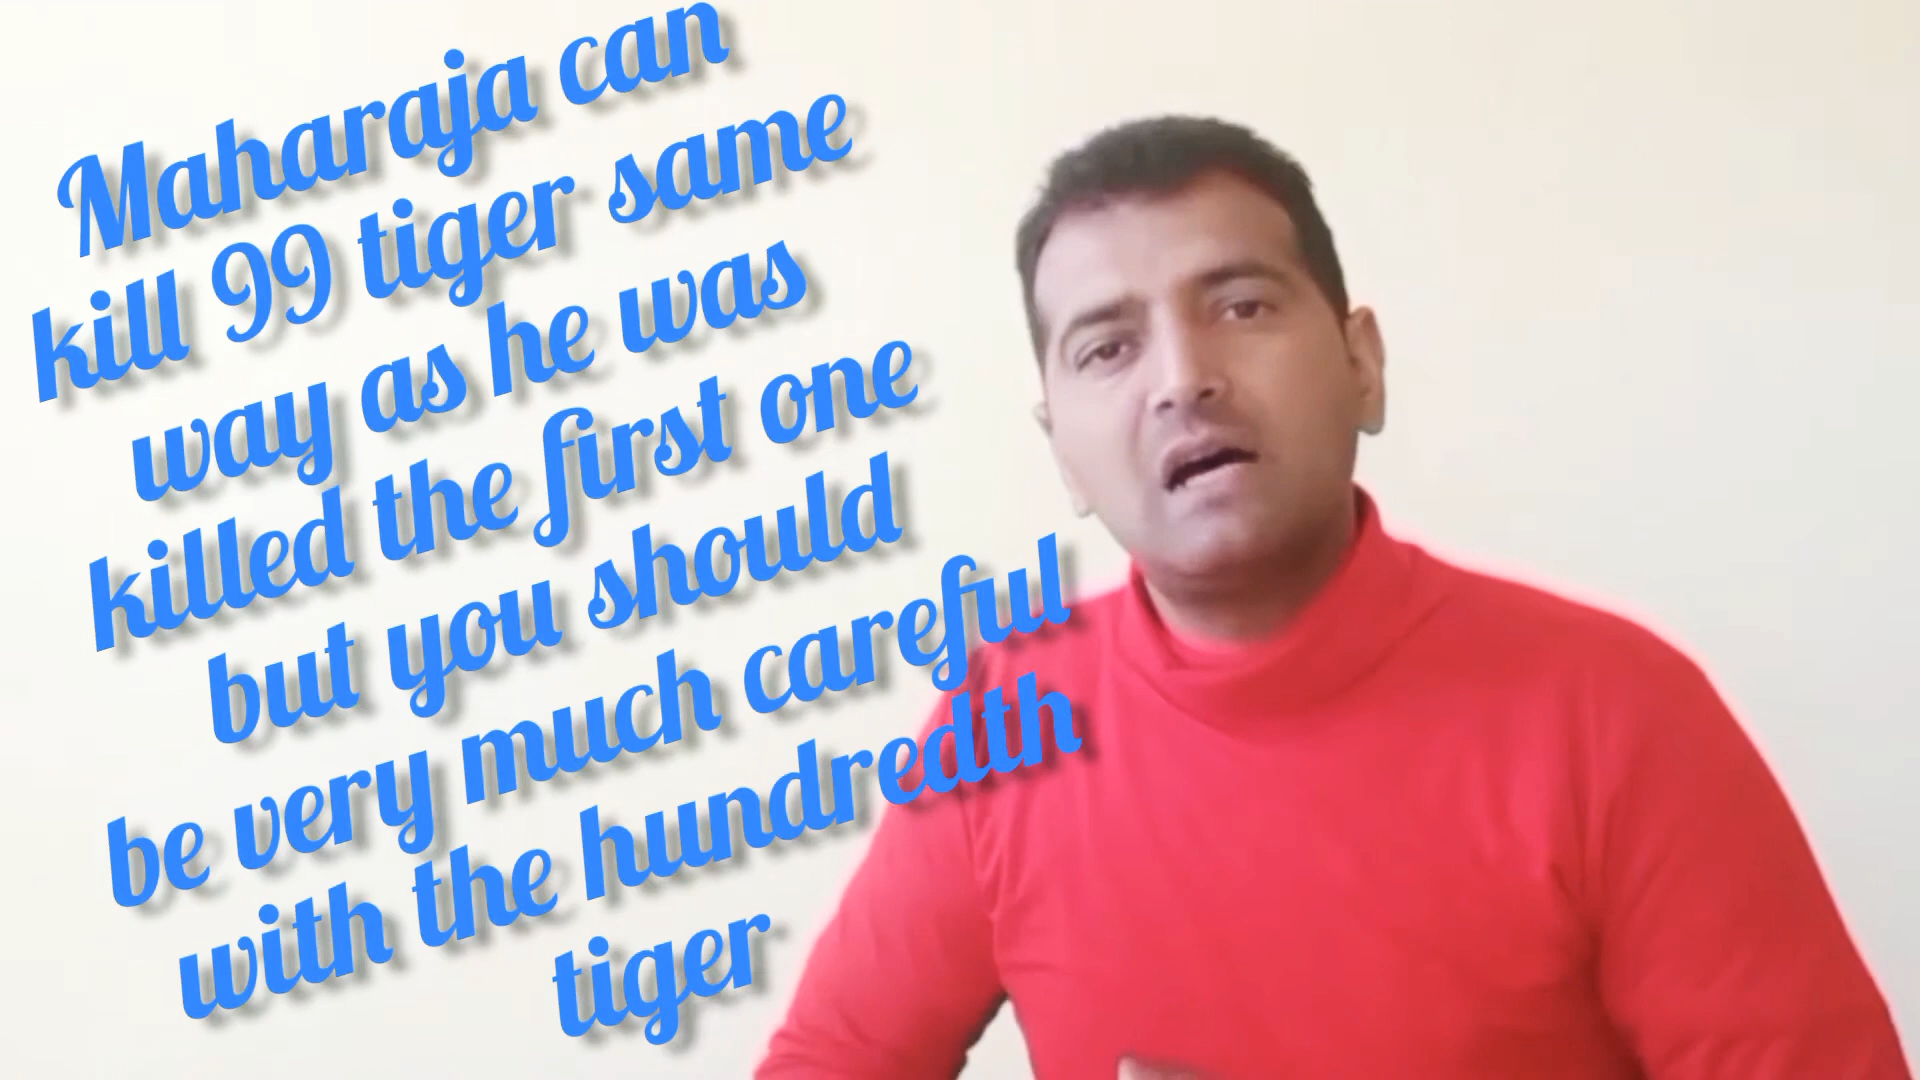 Maharaja can
kill 99 tiger same
way as he was
killed the first one
but you should
be very much careful
with the hundredth
tiger